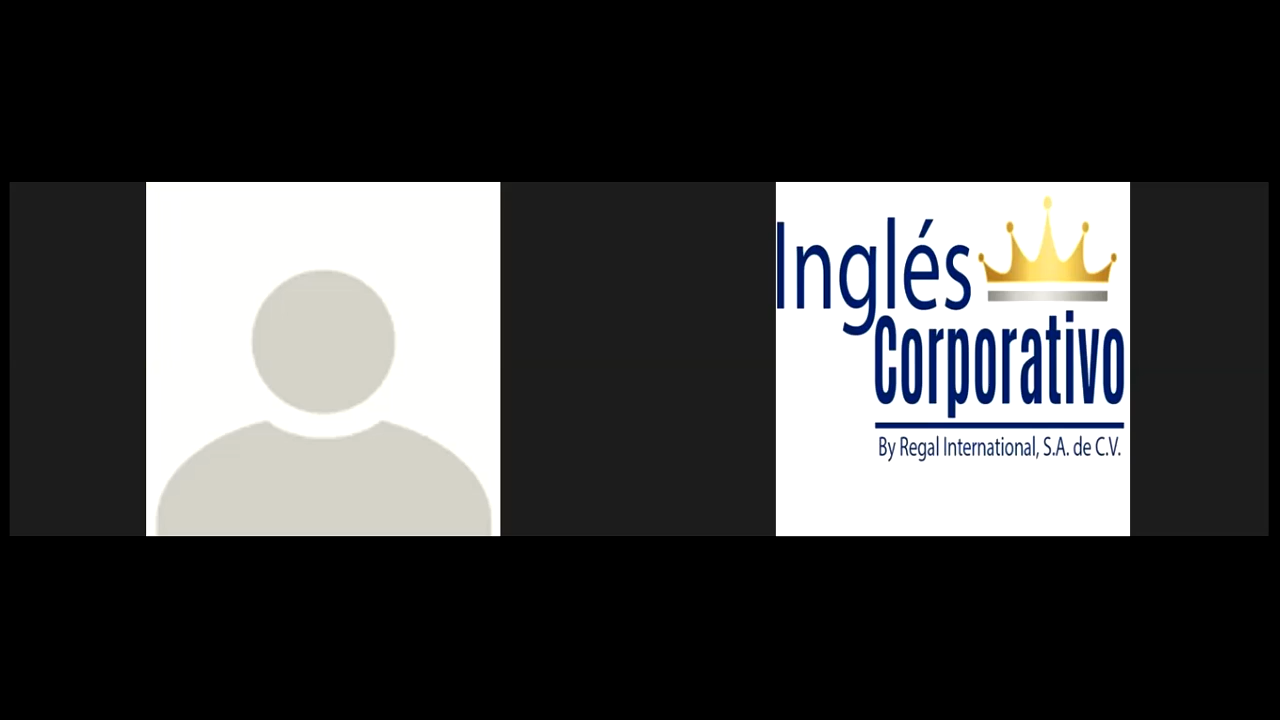 Inglés
Corporativo
By Regal International, S.A. de C.V.